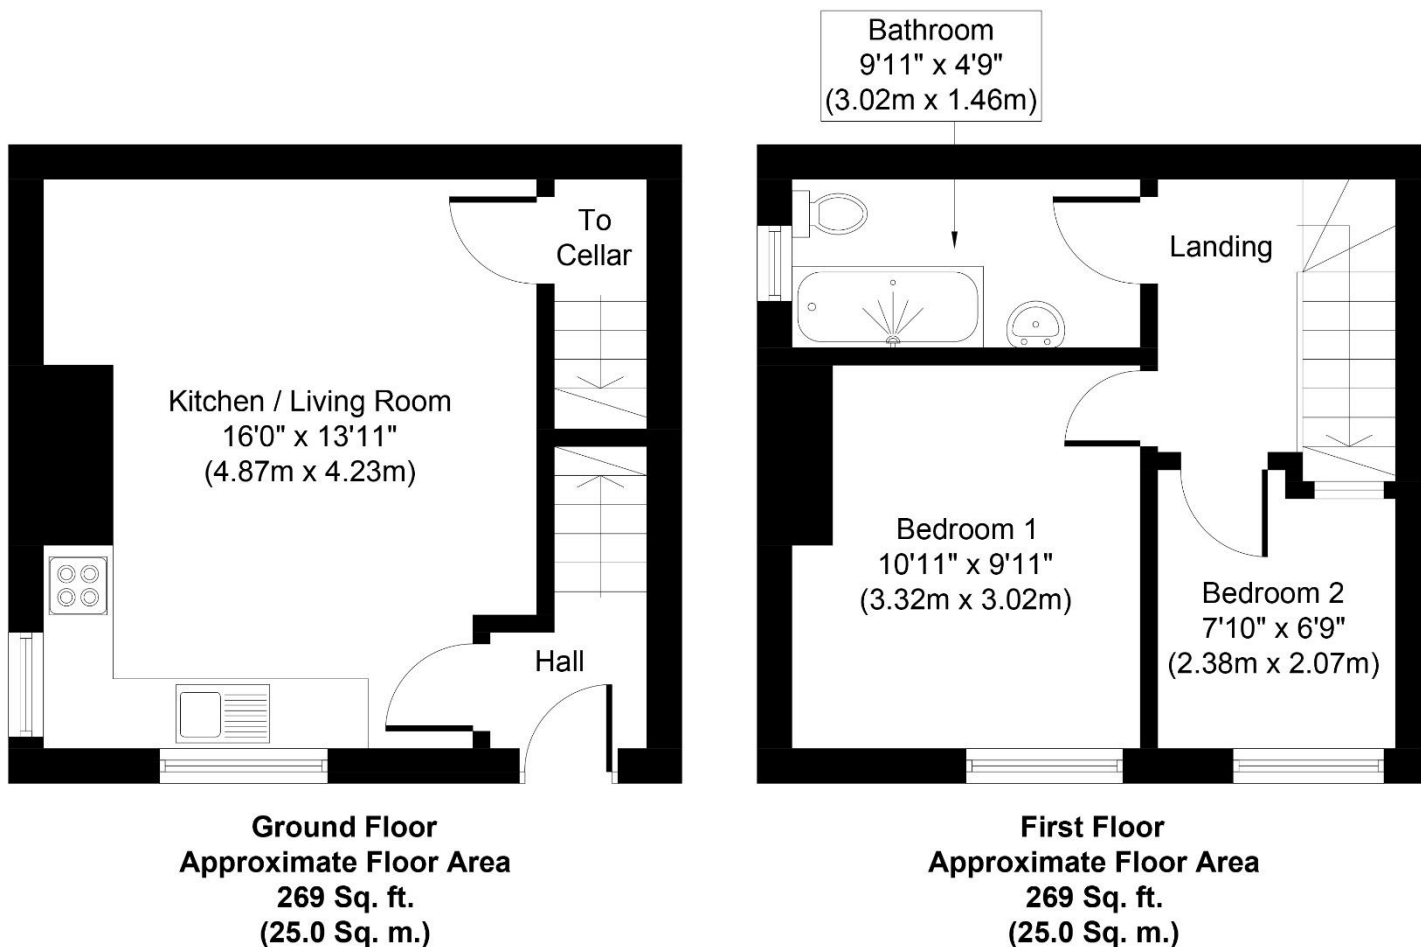 Bathroom
9'11" x 4'9"
(3.02m x 1.46m)
To
Cellar
Kitchen / Living Room
16'0" x 13'11"
(4.87m x 4.23m)
Hall
Ground Floor
Approximate Floor Area
269 Sq. ft.
(25.0 Sq. m.)
Landing
Bedroom 1
10'11" x 9'11"
(3.32m x 3.02m)
Bedroom 2
7'10" x 6'9"
(2.38m x 2.07m)
First Floor
Approximate Floor Area
269 Sq. ft.
(25.0 Sq. m.)